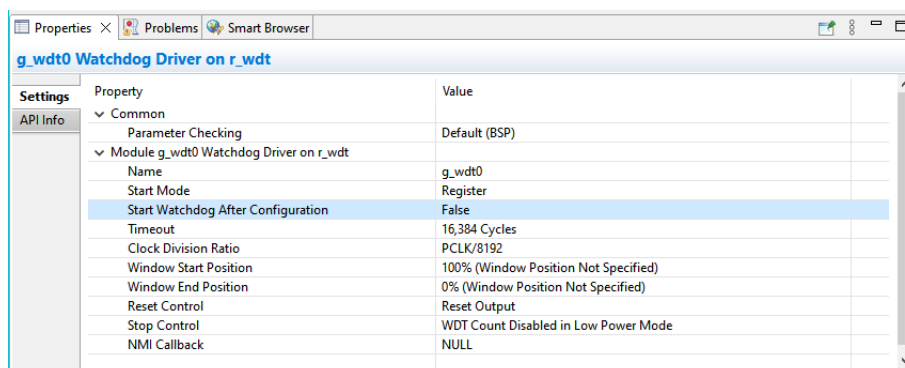 Properties Problems Smart Browser
g_wdt0 Watchdog Driver on r_wdt
Settings
API Info
Property Value
Common
Parameter Checking Default (BSP)
Module g_wdt0 Watchdog Driver on r_wdt
Name g_wdt0
Start Mode Register
Start Watchdog After Configuration False
Timeout 16,384 Cycles
Clock Division Ratio PCLK/8192
Window Start Position 100% (Window Position Not Specified)
Window End Position 0% (Window Position Not Specified)
Reset Control Reset Output
Stop Control WDT Count Disabled in Low Power Mode
NMI Callback NULL